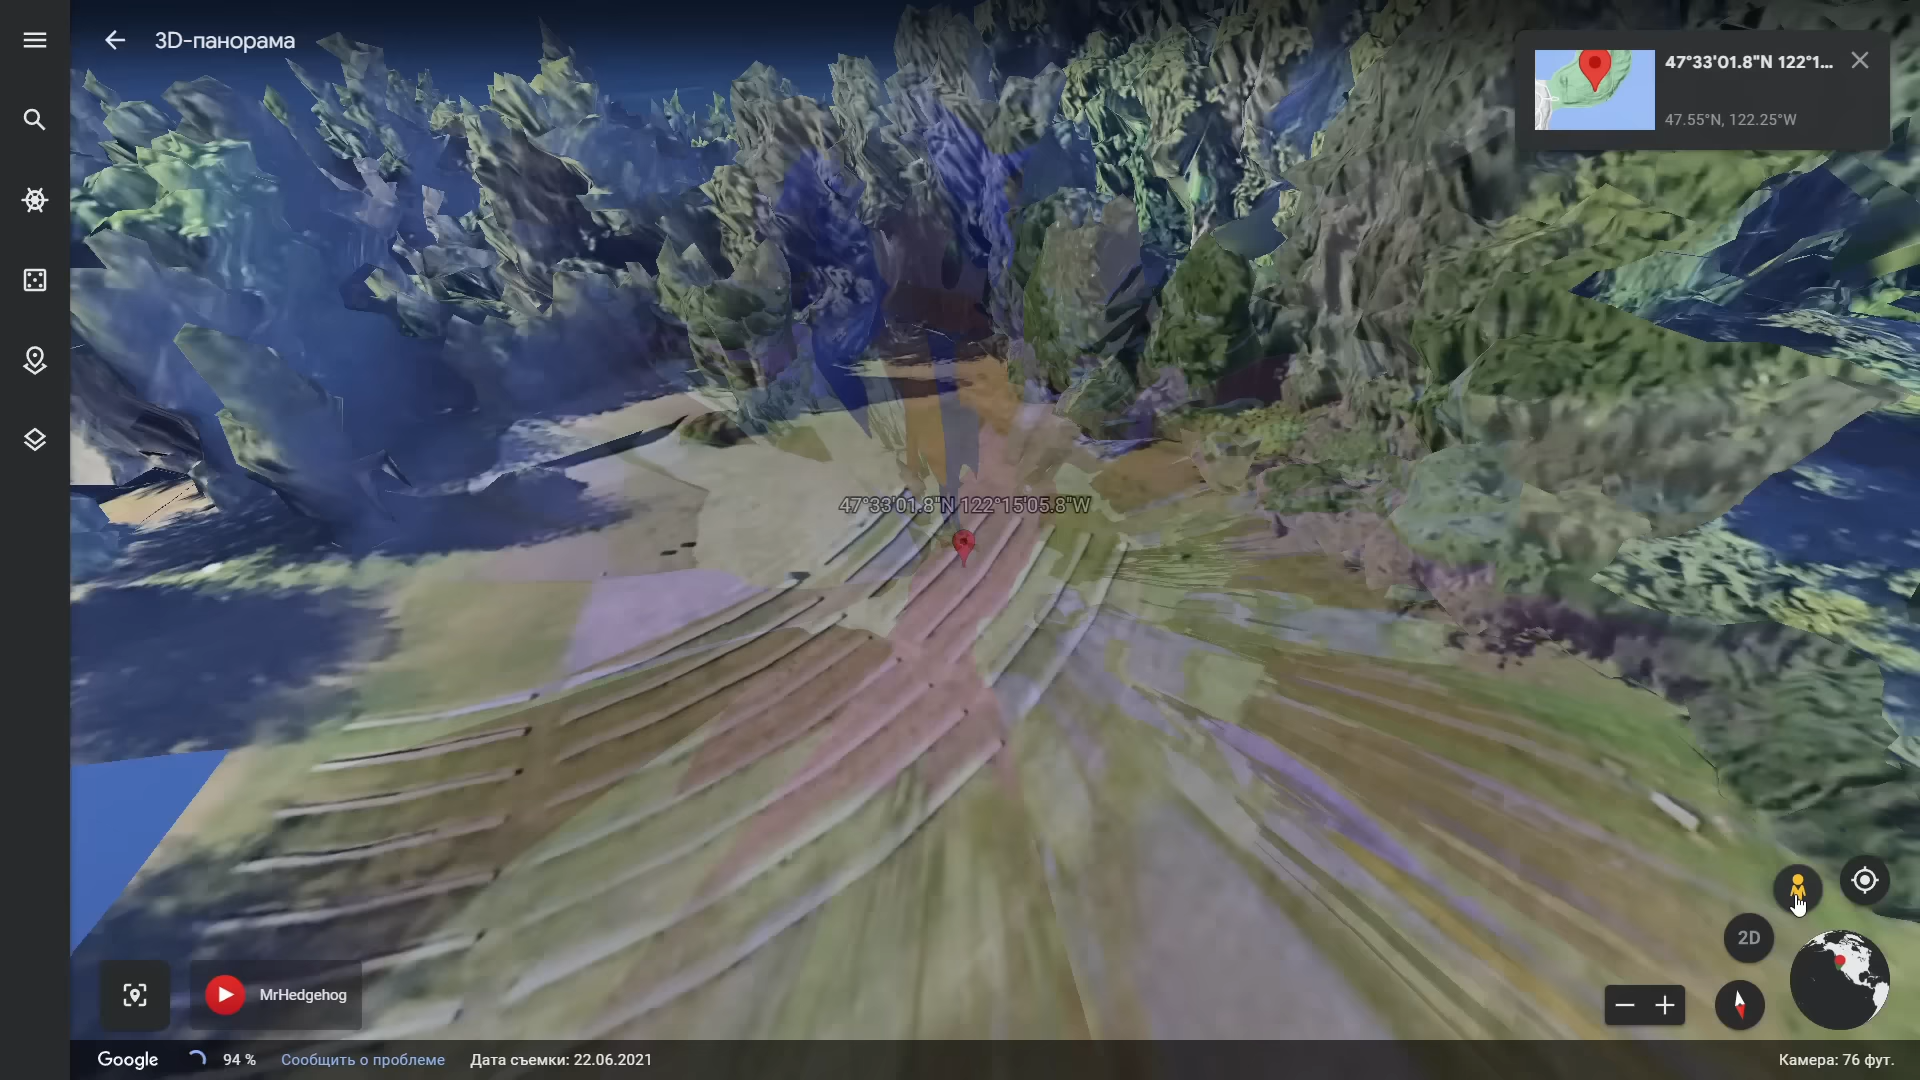 3D-панорама
47°33'01.8"N 122°1...
47.55°N, 122.25°W
47°33'01.8"N 122°15'05.8"W
2D
MrHedgehog
Google 94 % Сообщить о проблеме Дата съемки: 22.06.2021 Камера: 76 фут.